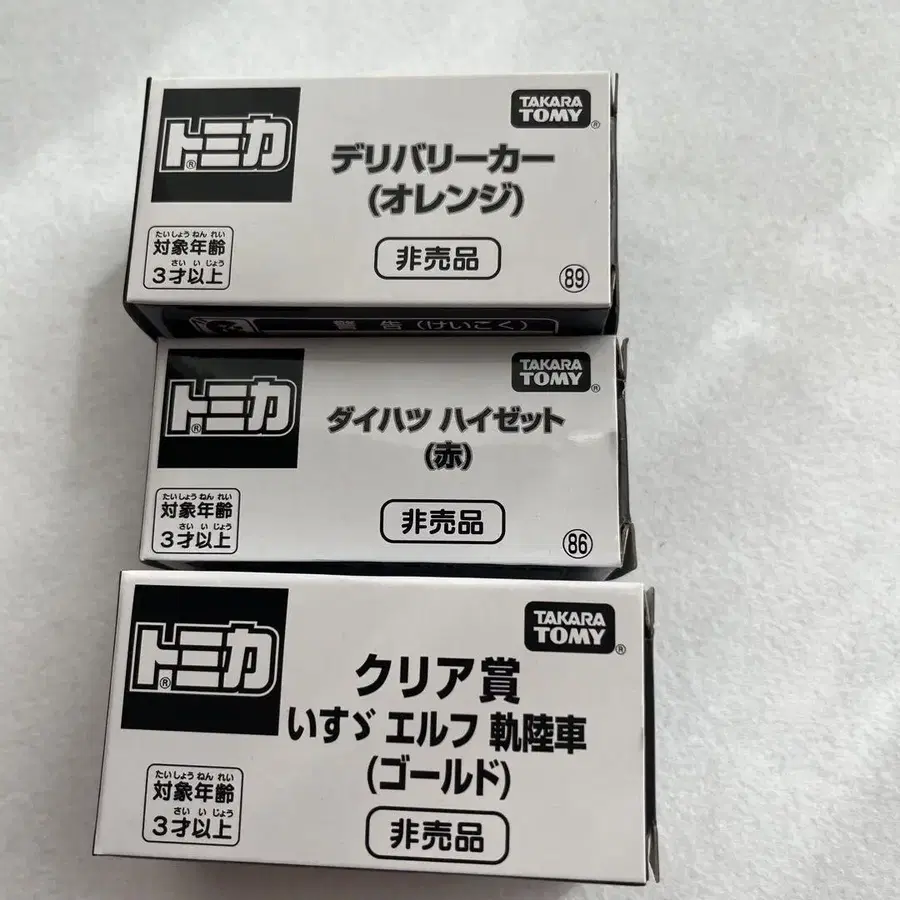 トミカ®
TAKARA
TOMY®
デリバリーカー
(オレンジ)
たいしょうねんれい
対象年齢
さいいじょう
3才以上
非売品
89
警告(けいこく)
トミカ®
TAKARA
TOMY®
ダイハツ ハイゼット
(赤)
たいしょうねんれい
対象年齢
さいいじょう
3才以上
非売品
86
トミカ®
TAKARA
TOMY®
クリア賞
いすゞ エルフ 軌陸車
(ゴールド)
たいしょうねんれい
対象年齢
さいいじょう
3才以上
非売品